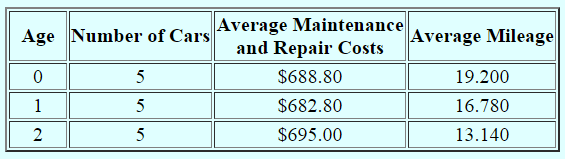 Age Number of Cars Average Maintenance and Repair Costs Average Mileage
0 5 $688.80 19.200
1 5 $682.80 16.780
2 5 $695.00 13.140